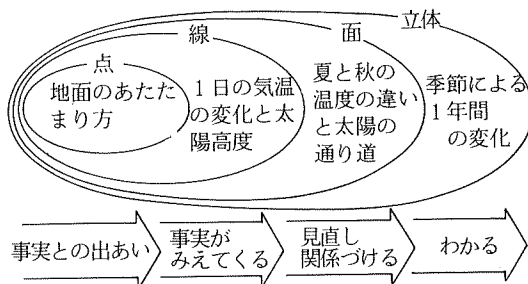 点
地面のあたた
まり方
線
1日の気温
の変化と太
陽高度
面
夏と秋の
温度の違い
と太陽の
通り道
立体
季節による
1年間
の変化
事実との出あい
事実が
みえてくる
見直し
関係づける
わかる